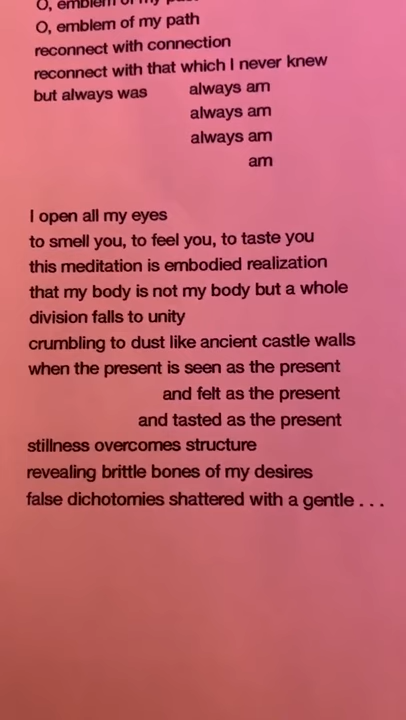 O, emblem of my
O, emblem of my path
reconnect with connection
reconnect with that which I never knew
but always was always am
always am
always am
am
I open all my eyes
to smell you, to feel you, to taste you
this meditation is embodied realization
that my body is not my body but a whole
division falls to unity
crumbling to dust like ancient castle walls
when the present is seen as the present
and felt as the present
and tasted as the present
stillness overcomes structure
revealing brittle bones of my desires
false dichotomies shattered with a gentle . . .